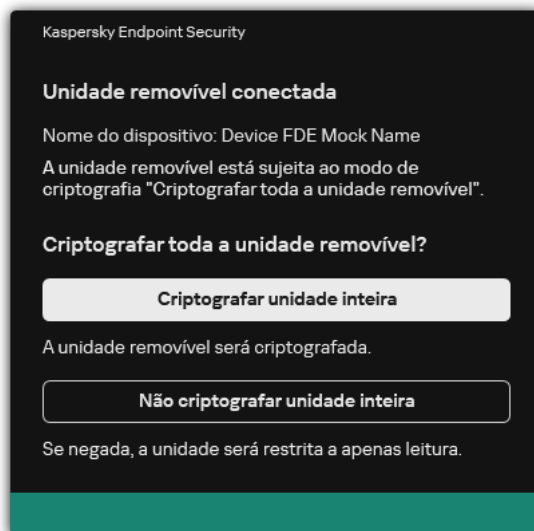 Kaspersky Endpoint Security
Unidade removível conectada
Nome do dispositivo: Device FDE Mock Name
A unidade removível está sujeita ao modo de
criptografia "Criptografar toda a unidade removível".
Criptografar toda a unidade removível?
Criptografar unidade inteira
A unidade removível será criptografada.
Não criptografar unidade inteira
Se negada, a unidade será restrita a apenas leitura.